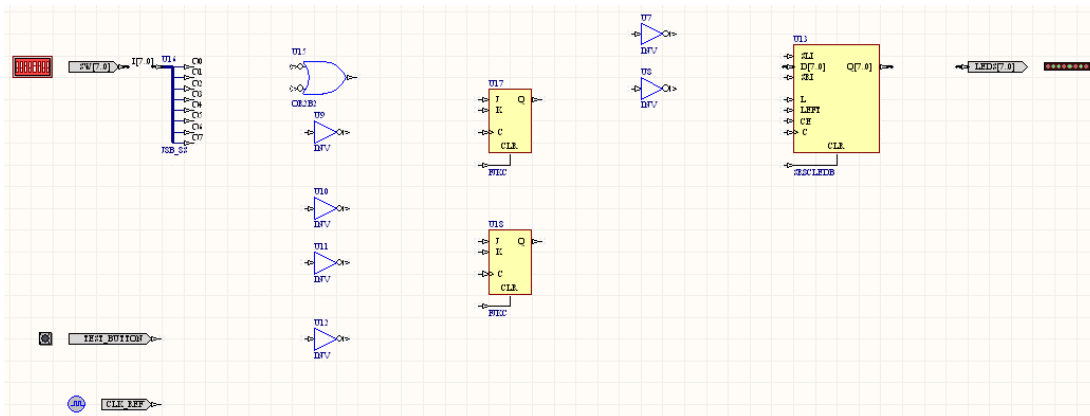 SW[7..0]
I[7..0]
U14
O0
O1
O2
O3
O4
O5
O6
O7
U15
OR2B2
U9
INV
U10
INV
U11
INV
U12
INV
U17
J
Q
K
C
CLR
FJKC
U18
J
Q
K
C
CLR
FJKC
U7
INV
U8
INV
U13
SLI
D[7..0]
Q[7..0]
SRI
L
LEFT
CE
C
CLR
LEDS[7..0]
TEST_BUTTON
CLK_REF